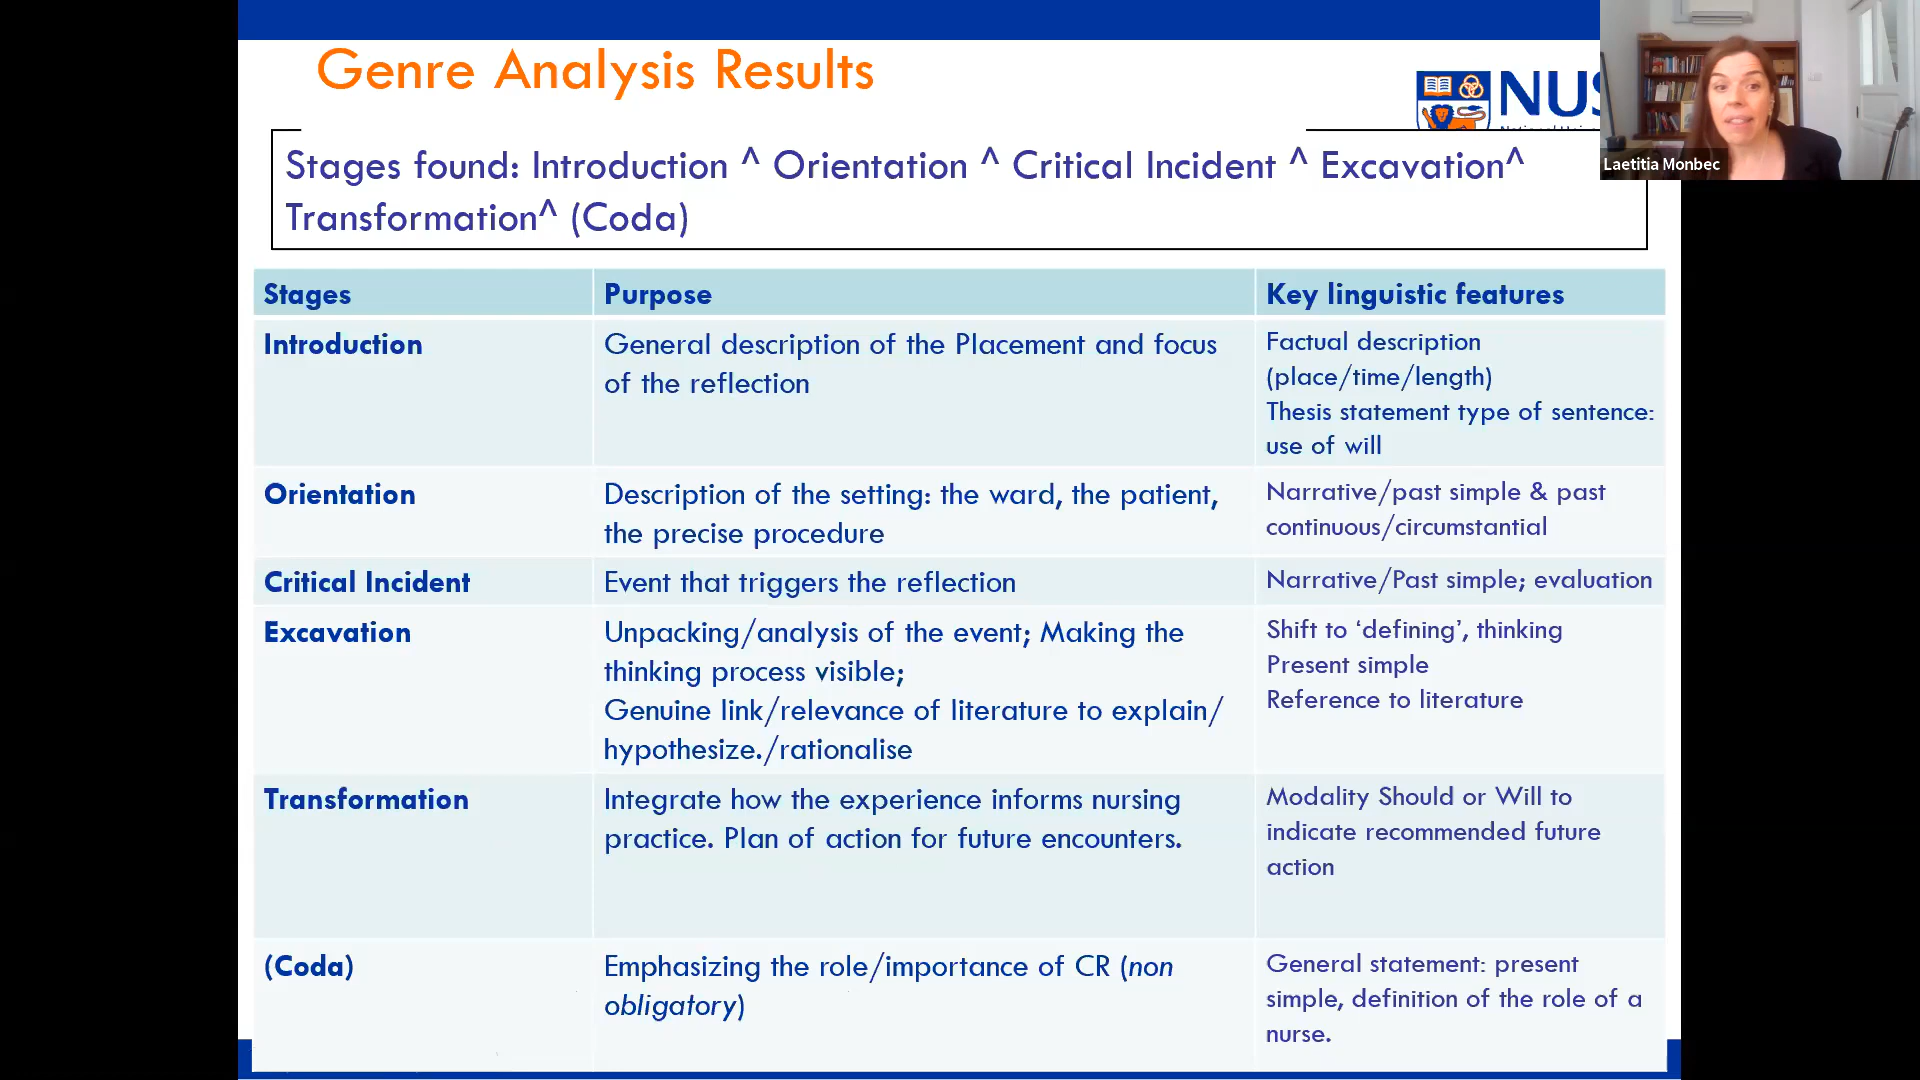 Genre Analysis Results
NUS
Laetitia Monbec
Stages found: Introduction ^ Orientation ^ Critical Incident ^ Excavation^
Transformation^ (Coda)
Stages
Purpose
Key linguistic features
Introduction
General description of the Placement and focus
of the reflection
Factual description
(place/time/length)
Thesis statement type of sentence:
use of will
Orientation
Description of the setting: the ward, the patient,
the precise procedure
Narrative/past simple & past
continuous/circumstantial
Critical Incident
Event that triggers the reflection
Narrative/Past simple; evaluation
Excavation
Unpacking/analysis of the event; Making the
thinking process visible;
Genuine link/relevance of literature to explain/
hypothesize./rationalise
Shift to ‘defining’, thinking
Present simple
Reference to literature
Transformation
Integrate how the experience informs nursing
practice. Plan of action for future encounters.
Modality Should or Will to
indicate recommended future
action
(Coda)
Emphasizing the role/importance of CR (non
obligatory)
General statement: present
simple, definition of the role of a
nurse.